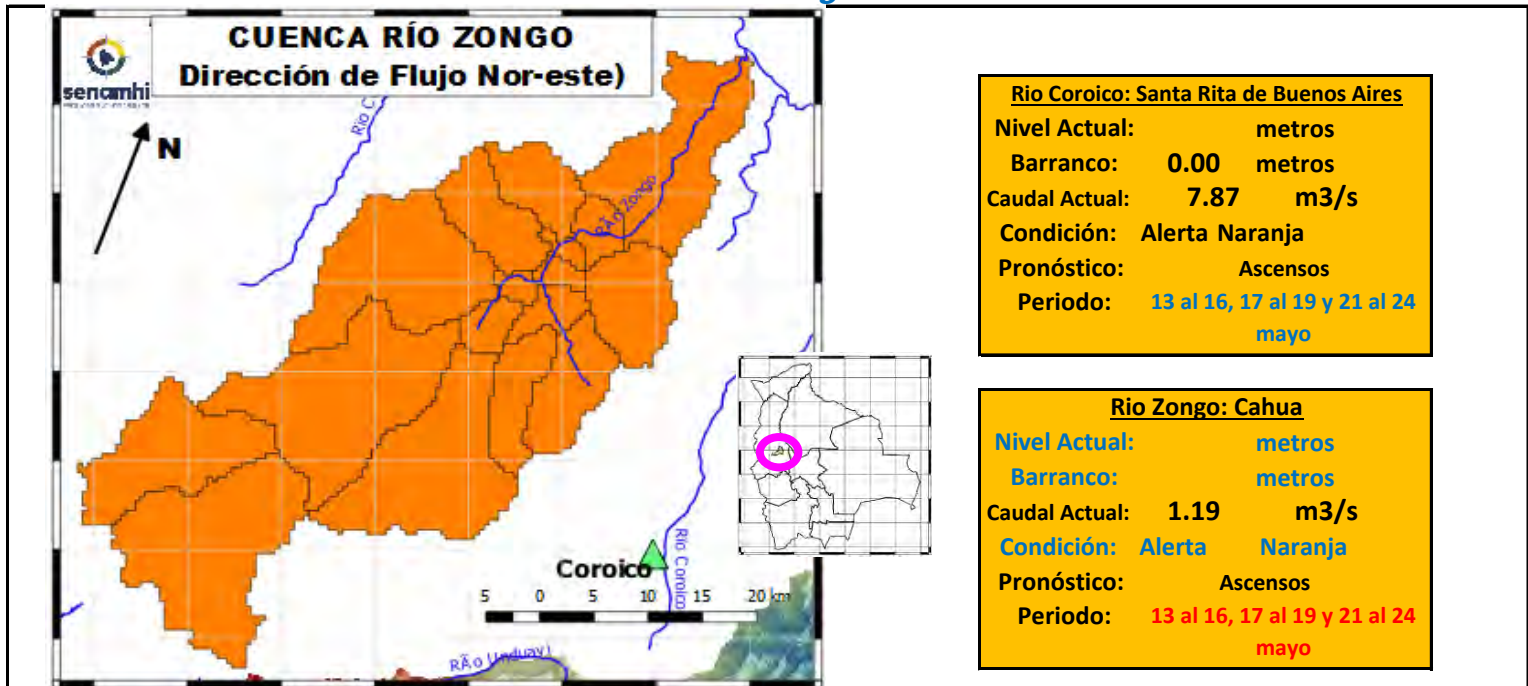 CUENCA RÍO ZONGO
Dirección de Flujo Nor-este)
senamhi
N
Río C
RÃo Zongo
Coroico
Río Coroico
5 0 5 10 15 20 km
RÃo Unduavi
Rio Coroico: Santa Rita de Buenos Aires
Nivel Actual: metros
Barranco: 0.00 metros
Caudal Actual: 7.87 m3/s
Condición: Alerta Naranja
Pronóstico: Ascensos
Periodo: 13 al 16, 17 al 19 y 21 al 24
mayo
Rio Zongo: Cahua
Nivel Actual: metros
Barranco: metros
Caudal Actual: 1.19 m3/s
Condición: Alerta Naranja
Pronóstico: Ascensos
Periodo: 13 al 16, 17 al 19 y 21 al 24
mayo